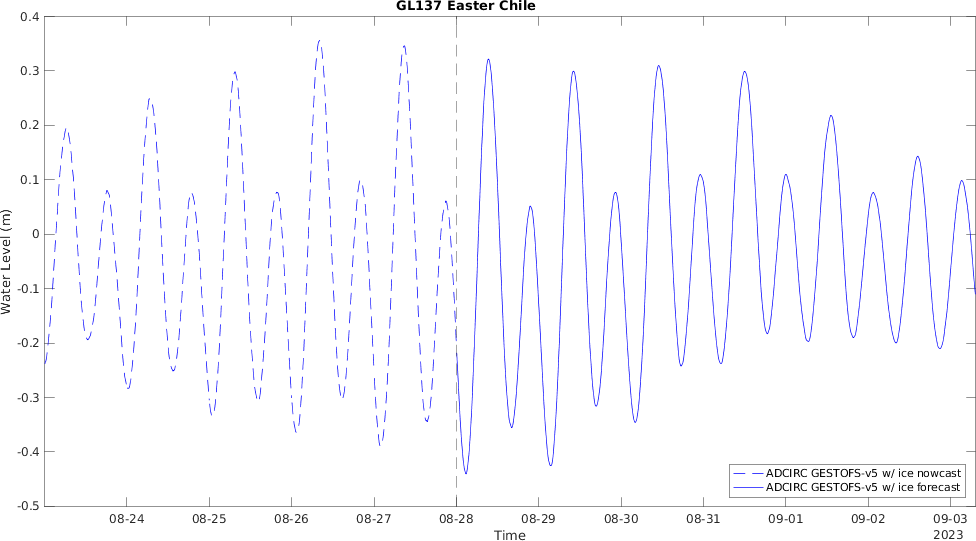 GL137 Easter Chile
0.4
0.3
0.2
0.1
0
-0.1
-0.2
-0.3
-0.4
-0.5
Water Level (m)
ADCIRC GESTOFS-v5 w/ ice nowcast
ADCIRC GESTOFS-v5 w/ ice forecast
08-24 08-25 08-26 08-27 08-28 08-29 08-30 08-31 09-01 09-02 09-03
2023
Time